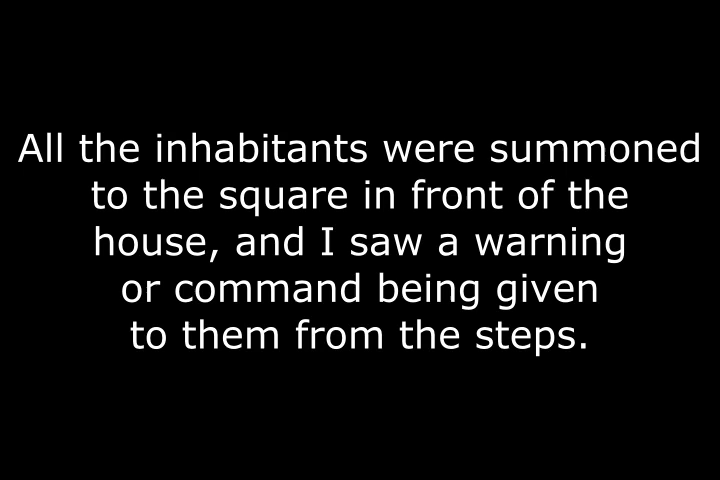 All the inhabitants were summoned
to the square in front of the
house, and I saw a warning
or command being given
to them from the steps.